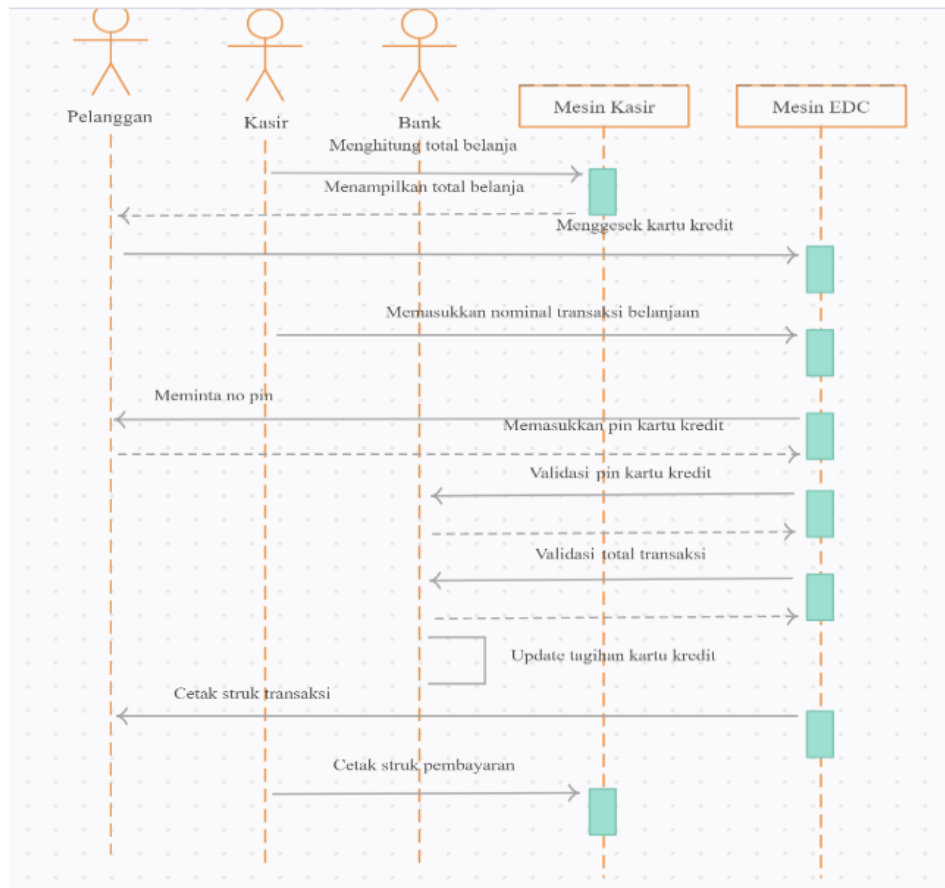 Pelanggan
Kasir
Bank
Mesin Kasir
Mesin EDC
Menghitung total belanja
Menampilkan total belanja
Menggesek kartu kredit
Memasukkan nominal transaksi belanjaan
Meminta no pin
Memasukkan pin kartu kredit
Validasi pin kartu kredit
Validasi total transaksi
Update tagihan kartu kredit
Cetak struk transaksi
Cetak struk pembayaran